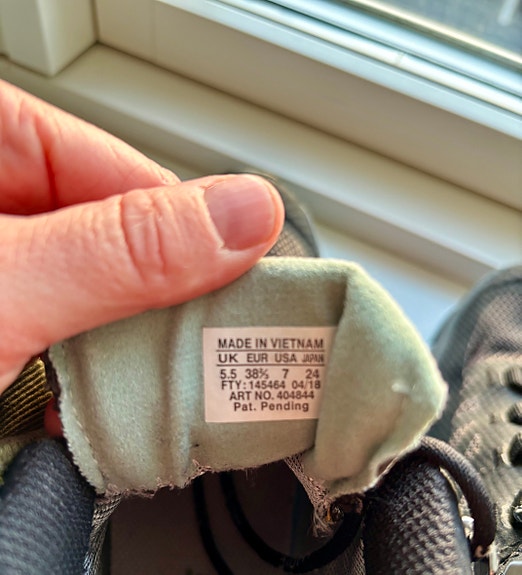 MADE IN VIETNAM
UK EUR USA JAPAN
5.5 38⅔ 7 24
FTY: 145464 04/18
ART NO. 404844
Pat. Pending